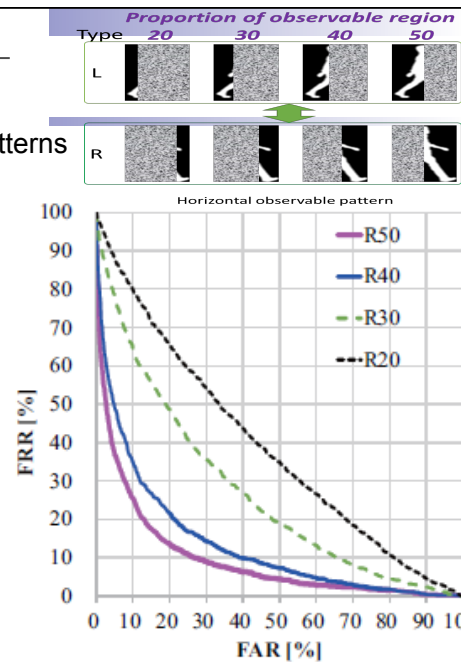 Proportion of observable region
Type 20 30 40 50
L
tterns
R
Horizontal observable pattern
100
90
80
70
60
50
40
30
20
10
0
R50
R40
R30
R20
FRR [%]
0 10 20 30 40 50 60 70 80 90
FAR [%]